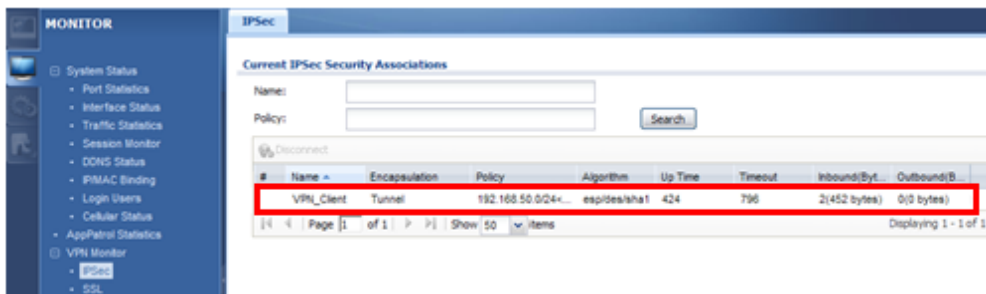 MONITOR
IPSec
System Status
Port Statistics
Interface Status
Traffic Statistics
Session Monitor
DDNS Status
IP/MAC Binding
Login Users
Cellular Status
AppPatrol Statistics
VPN Monitor
IPSec
SSL
Current IPSec Security Associations
Name:
Policy:
Search
Disconnect
# Name Encapsulation Policy Algorithm Up Time Timeout Inbound(Byt... Outbound(B...
VPN_Client Tunnel 192.168.50.0/24<... esp/des/sha1 424 796 2(452 bytes) 0(0 bytes)
Page 1 of 1 Show 50 items Displaying 1 - 1 of 1